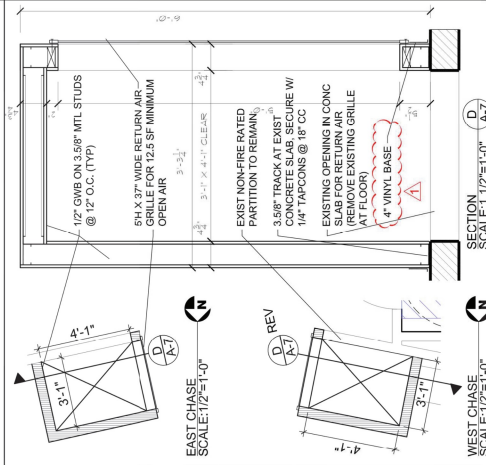 1/2" GWB ON 3.5/8" MTL STUDS
@ 12" O.C. (TYP)
5'H X 37" WIDE RETURN AIR
GRILLE FOR 12.5 SF MINIMUM
OPEN AIR
3'-3 1/2"
3'-1" X 4'-1" CLEAR
4 3/4"
4 3/4"
EXIST NON-FIRE RATED
PARTITION TO REMAIN
3.5/8" TRACK AT EXIST
CONCRETE SLAB, SECURE W/
1/4" TAPCONS @ 18" CC
EXISTING OPENING IN CONC
SLAB FOR RETURN AIR
(REMOVE EXISTING GRILLE
AT FLOOR)
4" VINYL BASE
1
SECTION
SCALE:1 1/2"=1'-0"
D
A-7
4'-1"
3'-1"
D
A-7
EAST CHASE
SCALE:1/2"=1'-0"
N
D
A-7
REV
4'-1"
3'-1"
WEST CHASE
SCALE:1/2"=1'-0"
N